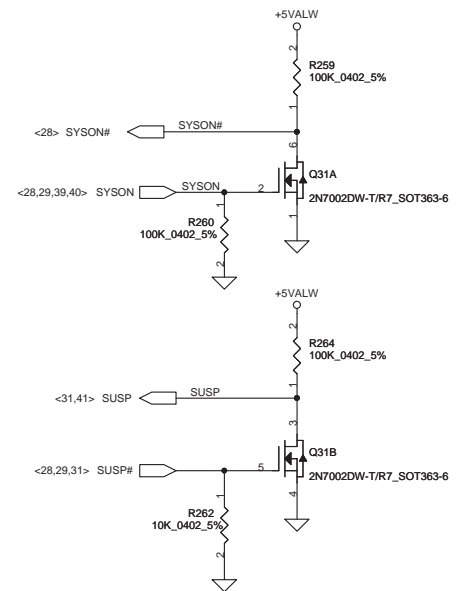 +5VALW
2
R259
100K_0402_5%
1
<28> SYSON#
SYSON#
6
Q31A
<28,29,39,40> SYSON
SYSON
2
2N7002DW-T/R7_SOT363-6
1
R260
100K_0402_5%
1
2
+5VALW
2
R264
100K_0402_5%
1
<31,41> SUSP
SUSP
3
Q31B
<28,29,31> SUSP#
5
2N7002DW-T/R7_SOT363-6
4
1
R262
10K_0402_5%
2